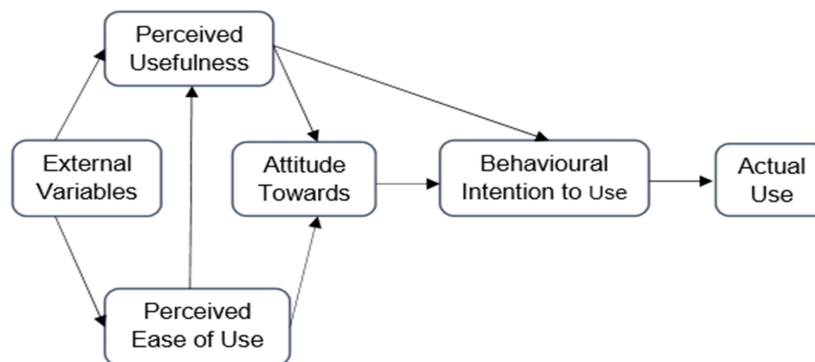 Perceived
Usefulness
External
Variables
Attitude
Towards
Behavioural
Intention to Use
Actual
Use
Perceived
Ease of Use